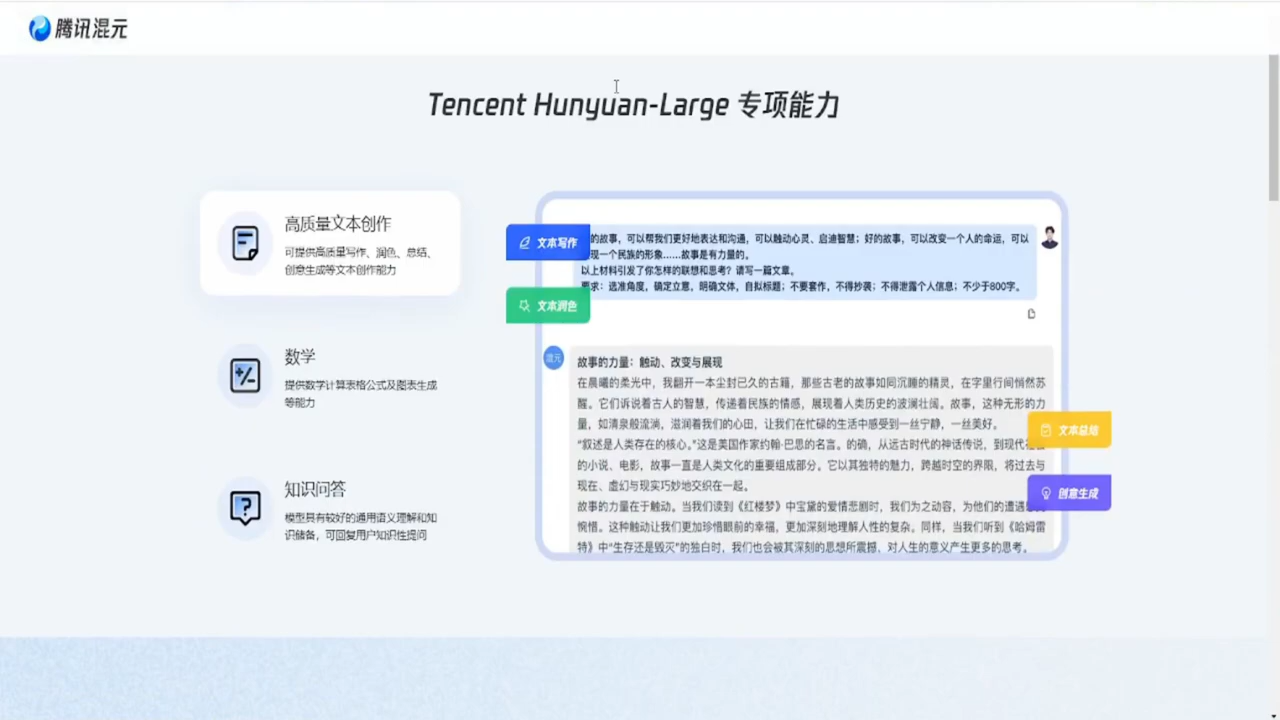 腾讯混元
Tencent Hunyuan-Large 专项能力
高质量文本创作
可提供高质量写作、润色、总结、
创意生成等文本创作能力
数学
提供数学计算表格公式及图表生成
等能力
知识问答
模型具有较好的通用语义理解和知
识储备，可回复用户知识性提问
文本写作
文本润色
的故事，可以帮我们更好地表达和沟通，可以触动心灵、启迪智慧；好的故事，可以改变一个人的命运，可以
现一个民族的形象……故事是有力量的。
以上材料引发了你怎样的联想和思考？请写一篇文章。
要求：选准角度，确定立意，明确文体，自拟标题；不要套作，不得抄袭；不得泄露个人信息；不少于800字。
混元
故事的力量：触动、改变与展现
在晨曦的柔光中，我翻开一本尘封已久的古籍，那些古老的故事如同沉睡的精灵，在字里行间悄然苏
醒。它们诉说着古人的智慧，传递着民族的情感，展现着人类历史的波澜壮阔。故事，这种无形的力
量，如清泉般流淌，滋润着我们的心田，让我们在忙碌的生活中感受到一丝宁静，一丝美好。
“叙述是人类存在的核心。”这是美国作家约翰·巴思的名言。的确，从远古时代的神话传说，到现代
的小说、电影，故事一直是人类文化的重要组成部分。它以其独特的魅力，跨越时空的界限，将过去与
现在、虚幻与现实巧妙地交织在一起。
故事的力量在于触动。当我们读到《红楼梦》中宝黛的爱情悲剧时，我们为之动容，为他们的遭遇
惋惜。这种触动让我们更加珍惜眼前的幸福，更加深刻地理解人性的复杂。同样，当我们听到《哈姆雷
特》中“生存还是毁灭”的独白时，我们也会被其深刻的思想所震撼，对人生的意义产生更多的思考。
文本总结
创意生成